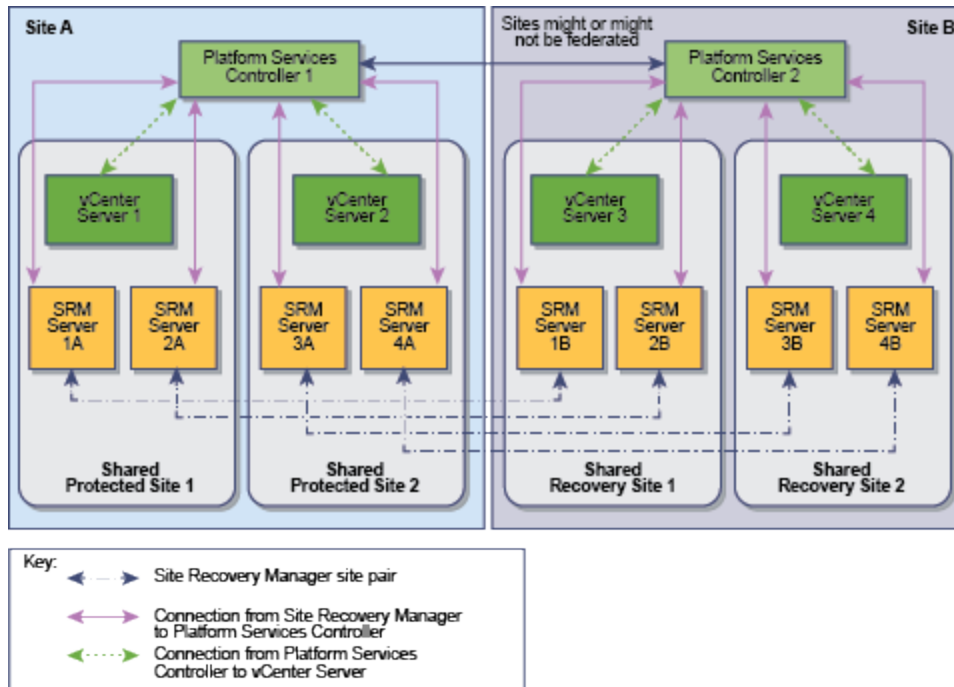 Site A
Sites might or might
not be federated
Site B
Platform Services
Controller 1
Platform Services
Controller 2
vCenter
Server 1
vCenter
Server 2
vCenter
Server 3
vCenter
Server 4
SRM
Server
1A
SRM
Server
2A
SRM
Server
3A
SRM
Server
4A
SRM
Server
1B
SRM
Server
2B
SRM
Server
3B
SRM
Server
4B
Shared
Protected Site 1
Shared
Protected Site 2
Shared
Recovery Site 1
Shared
Recovery Site 2
Key:
Site Recovery Manager site pair
Connection from Site Recovery Manager
to Platform Services Controller
Connection from Platform Services
Controller to vCenter Server